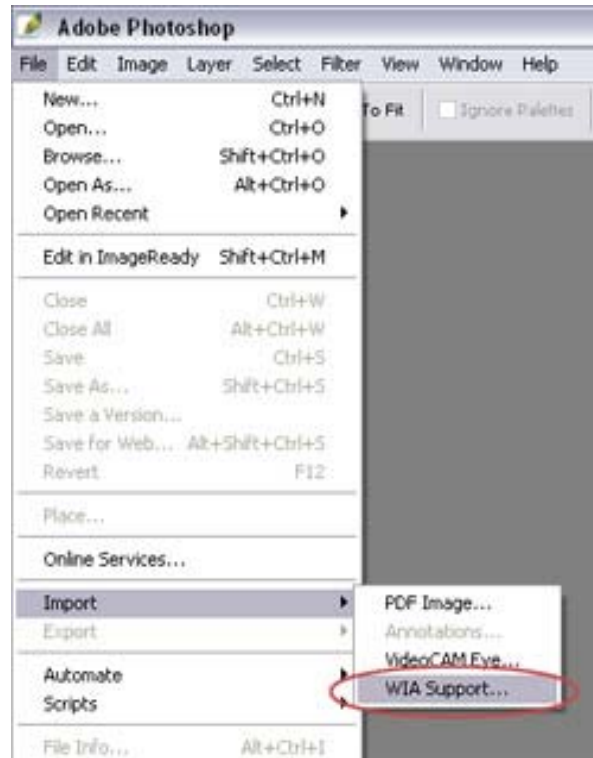 Adobe Photoshop
File Edit Image Layer Select Filter View Window Help
To Fit Ignore Palettes
New... Ctrl+N
Open... Ctrl+O
Browse... Shift+Ctrl+O
Open As... Alt+Ctrl+O
Open Recent
Edit in ImageReady Shift+Ctrl+M
Close Ctrl+W
Close All Alt+Ctrl+W
Save Ctrl+S
Save As... Shift+Ctrl+S
Save a Version...
Save for Web... Alt+Shift+Ctrl+S
Revert F12
Place...
Online Services...
Import
Export
Automate
Scripts
File Info... Alt+Ctrl+I
PDF Image...
Annotations...
VideoCAM Eye...
WIA Support...